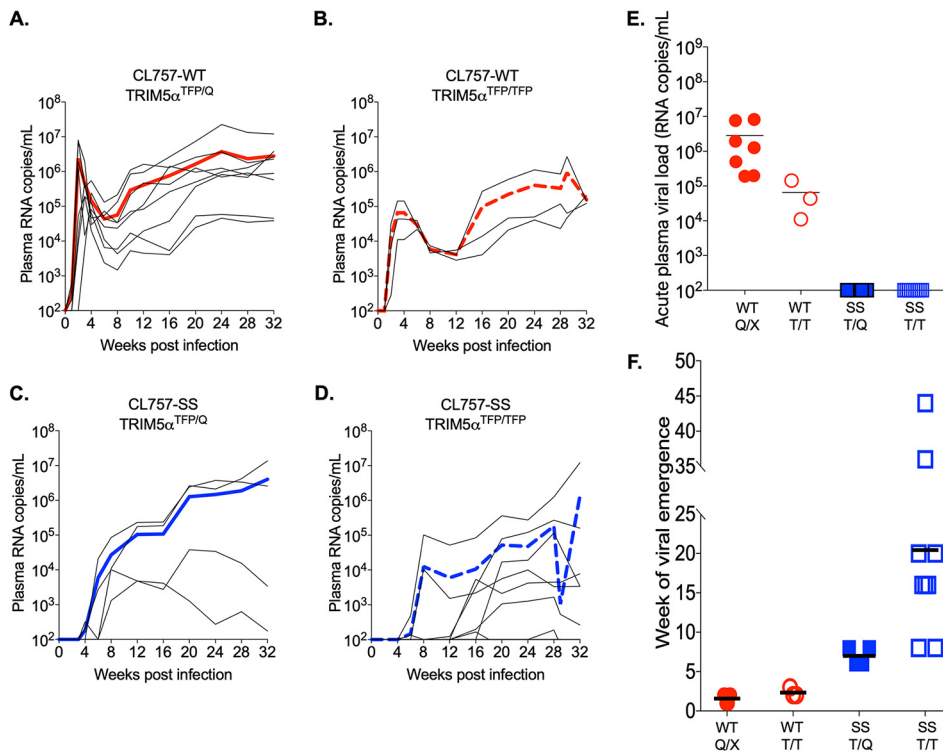 A.
CL757-WT
TRIM5α^TFP/Q
Plasma RNA copies/mL
10^8
10^7
10^6
10^5
10^4
10^3
10^2
0 4 8 12 16 20 24 28 32
Weeks post infection
B.
CL757-WT
TRIM5α^TFP/TFP
Plasma RNA copies/mL
10^8
10^7
10^6
10^5
10^4
10^3
10^2
0 4 8 12 16 20 24 28 32
Weeks post infection
C.
CL757-SS
TRIM5α^TFP/Q
Plasma RNA copies/mL
10^8
10^7
10^6
10^5
10^4
10^3
10^2
0 4 8 12 16 20 24 28 32
Weeks post infection
D.
CL757-SS
TRIM5α^TFP/TFP
Plasma RNA copies/mL
10^8
10^7
10^6
10^5
10^4
10^3
10^2
0 4 8 12 16 20 24 28 32
Weeks post infection
E.
Acute plasma viral load (RNA copies/mL
10^9
10^8
10^7
10^6
10^5
10^4
10^3
10^2
WT WT SS SS
Q/X T/T T/Q T/T
F.
Week of viral emergence
50
45
40
35
25
20
15
10
5
0
WT WT SS SS
Q/X T/T T/Q T/T